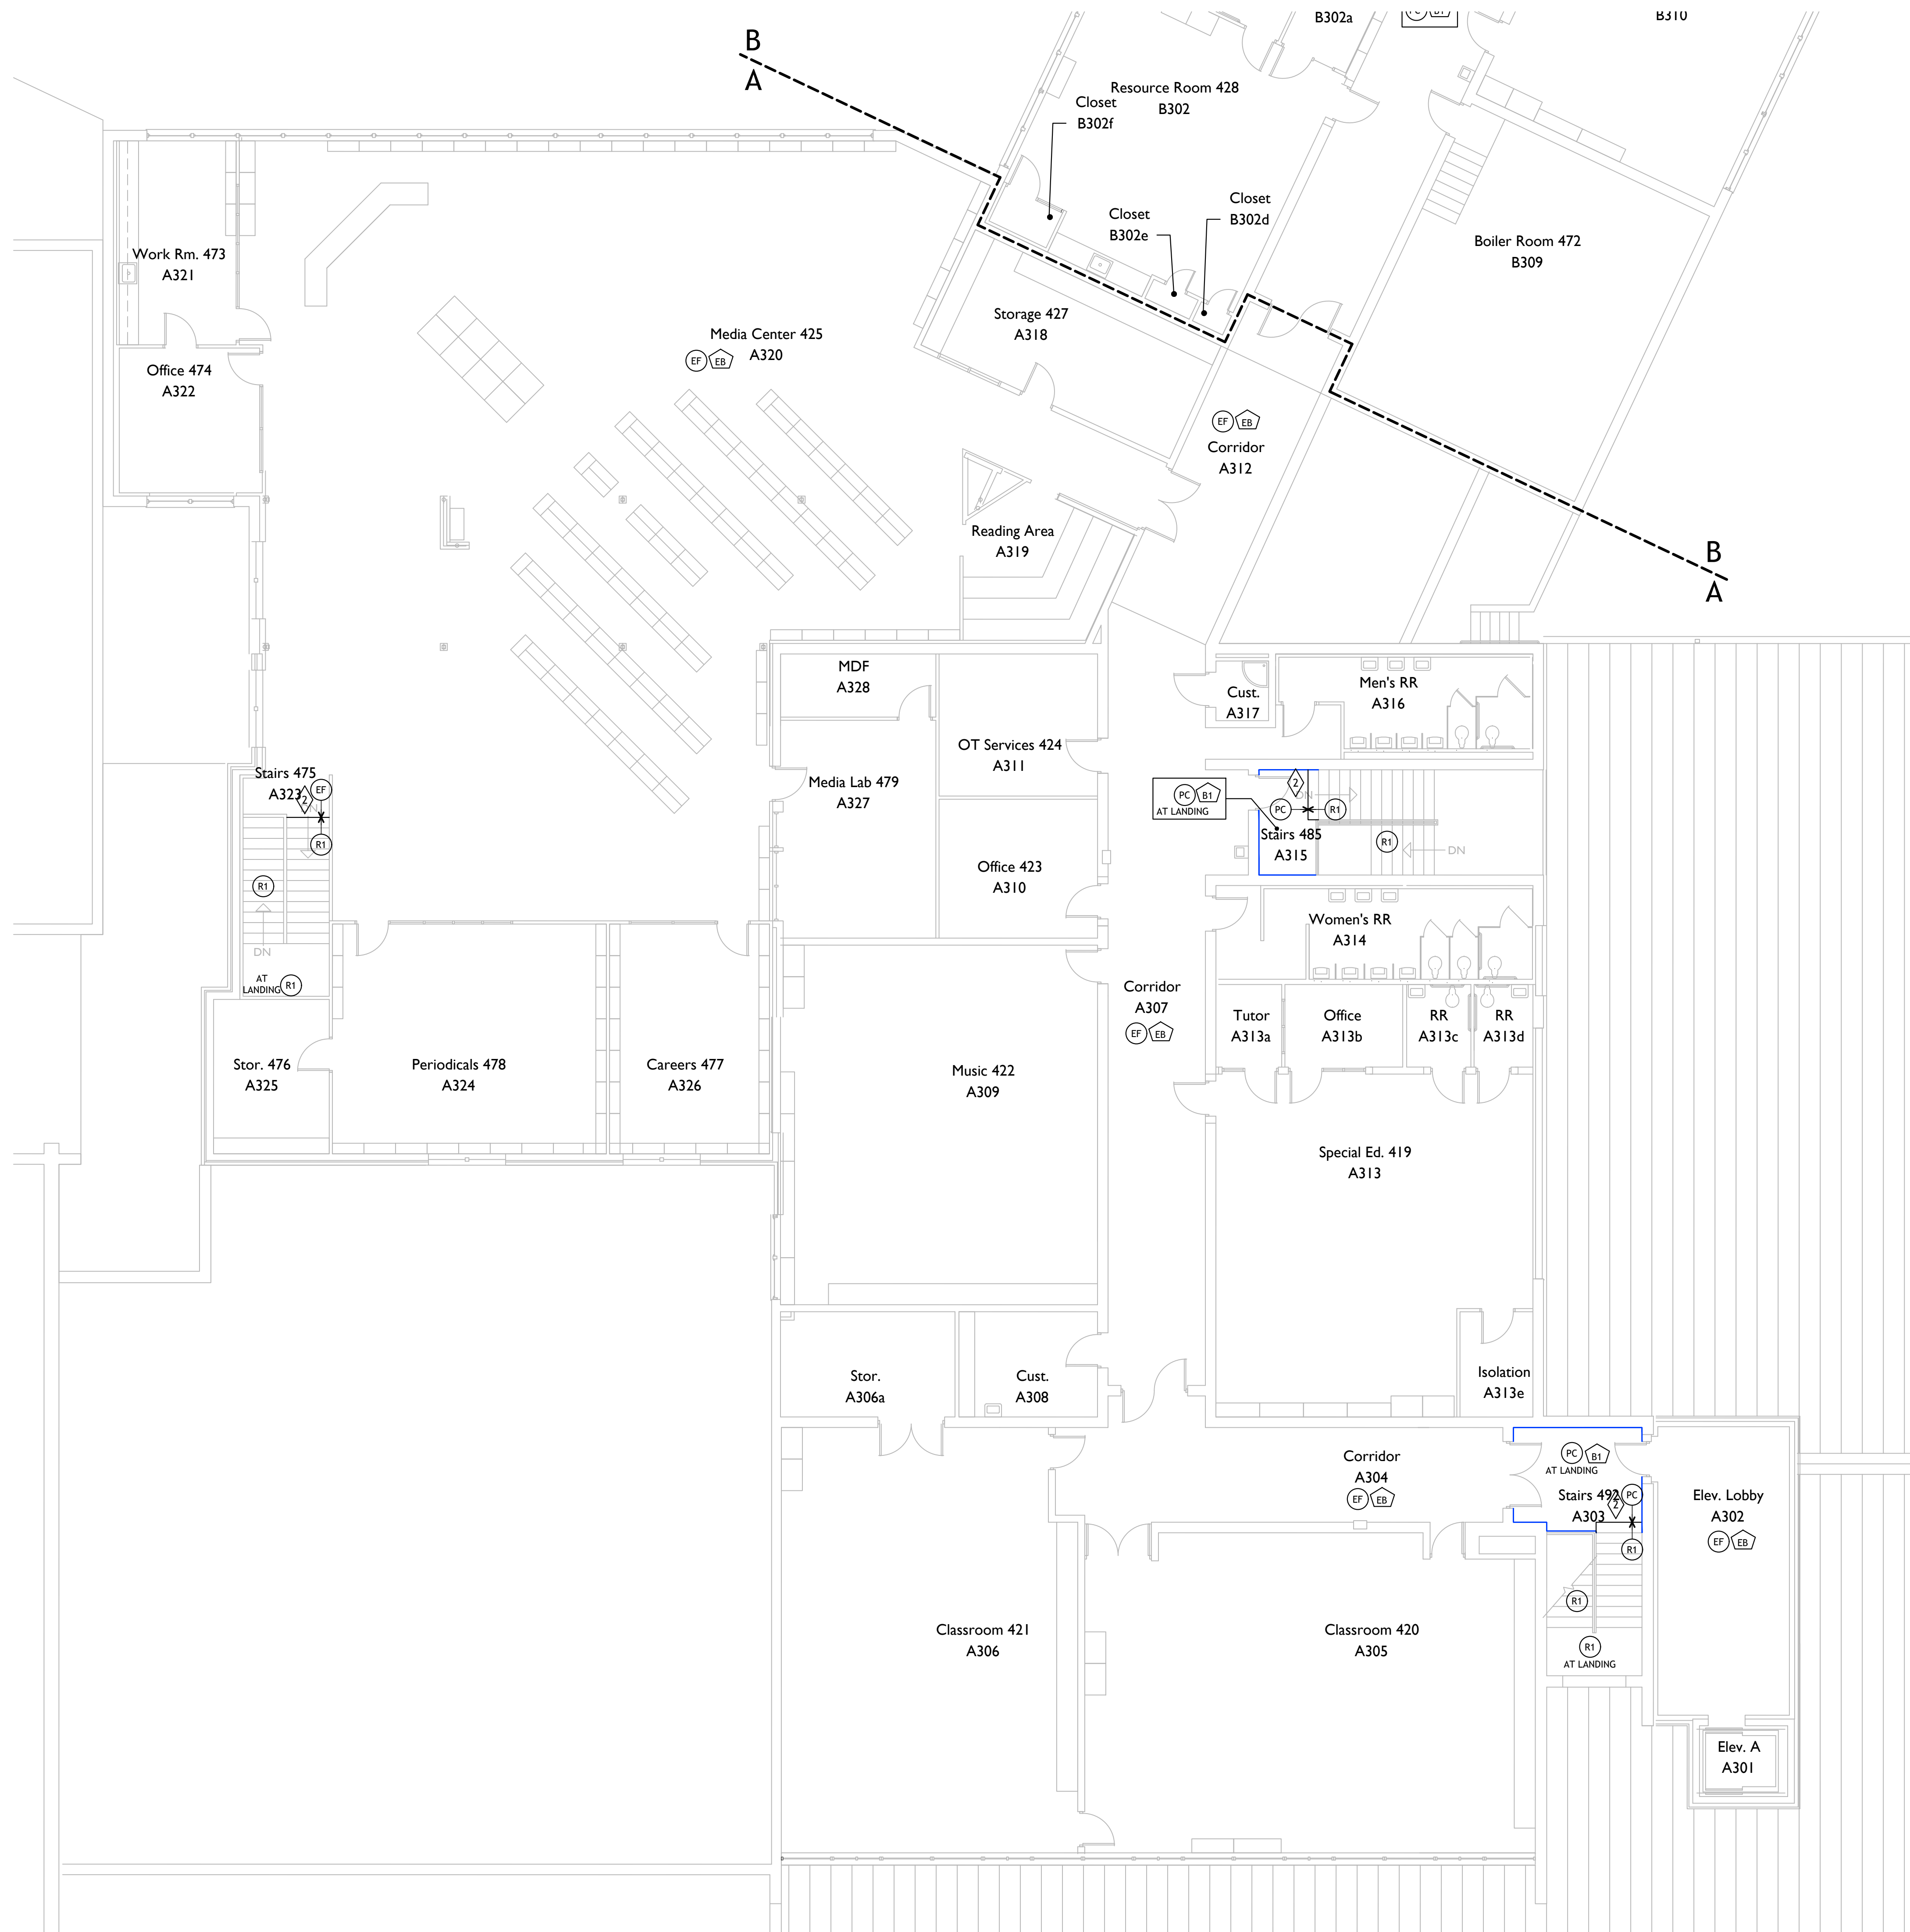 B302a
B310
B
A
Resource Room 428
B302
Closet
B302f
Closet
B302d
Closet
B302e
Boiler Room 472
B309
Work Rm. 473
A321
Office 474
A322
Media Center 425
A320
EF
EB
Storage 427
A318
EF
EB
Corridor
A312
Reading Area
A319
B
A
MDF
A328
OT Services 424
A311
Media Lab 479
A327
Office 423
A310
Cust.
A317
Men's RR
A316
Stairs 475
A323
2
EF
R1
R1
DN
AT
LANDING
R1
PC
B1
AT LANDING
2
DN
PC
R1
Stairs 485
A315
R1
DN
Women's RR
A314
Corridor
A307
EF
EB
Tutor
A313a
Office
A313b
RR
A313c
RR
A313d
Stor. 476
A325
Periodicals 478
A324
Careers 477
A326
Music 422
A309
Special Ed. 419
A313
Stor.
A306a
Cust.
A308
Isolation
A313e
Corridor
A304
EF
EB
PC
B1
AT LANDING
Stairs 492
A303
2
PC
R1
R1
R1
AT LANDING
Elev. Lobby
A302
EF
EB
Classroom 421
A306
Classroom 420
A305
Elev. A
A301